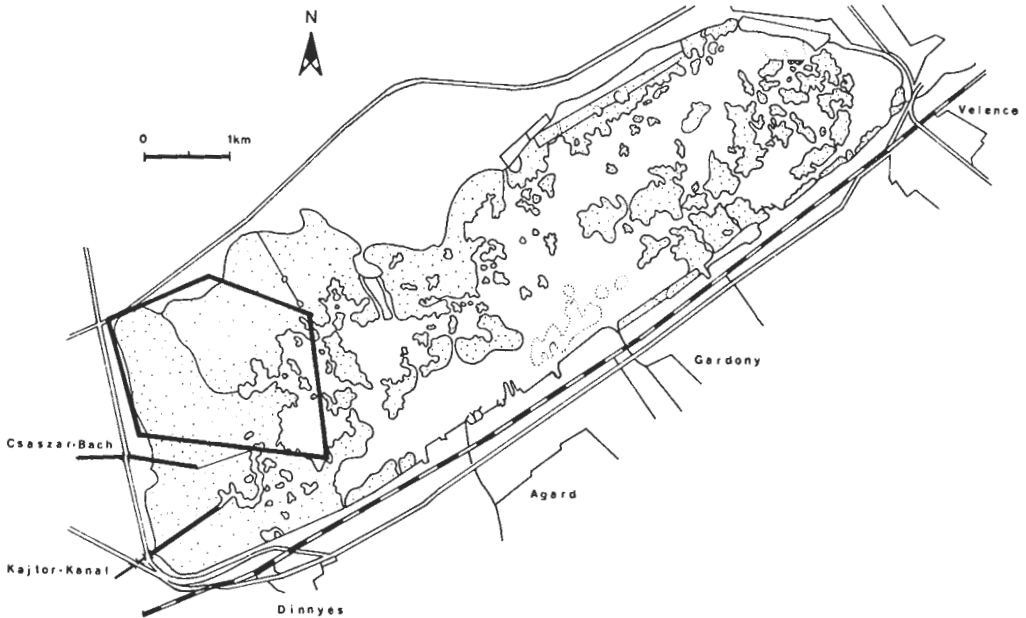 N
0 1km
Velence
Gardony
Csaszar-Bach
Agard
Kajtor-Kanal
Dinnyes